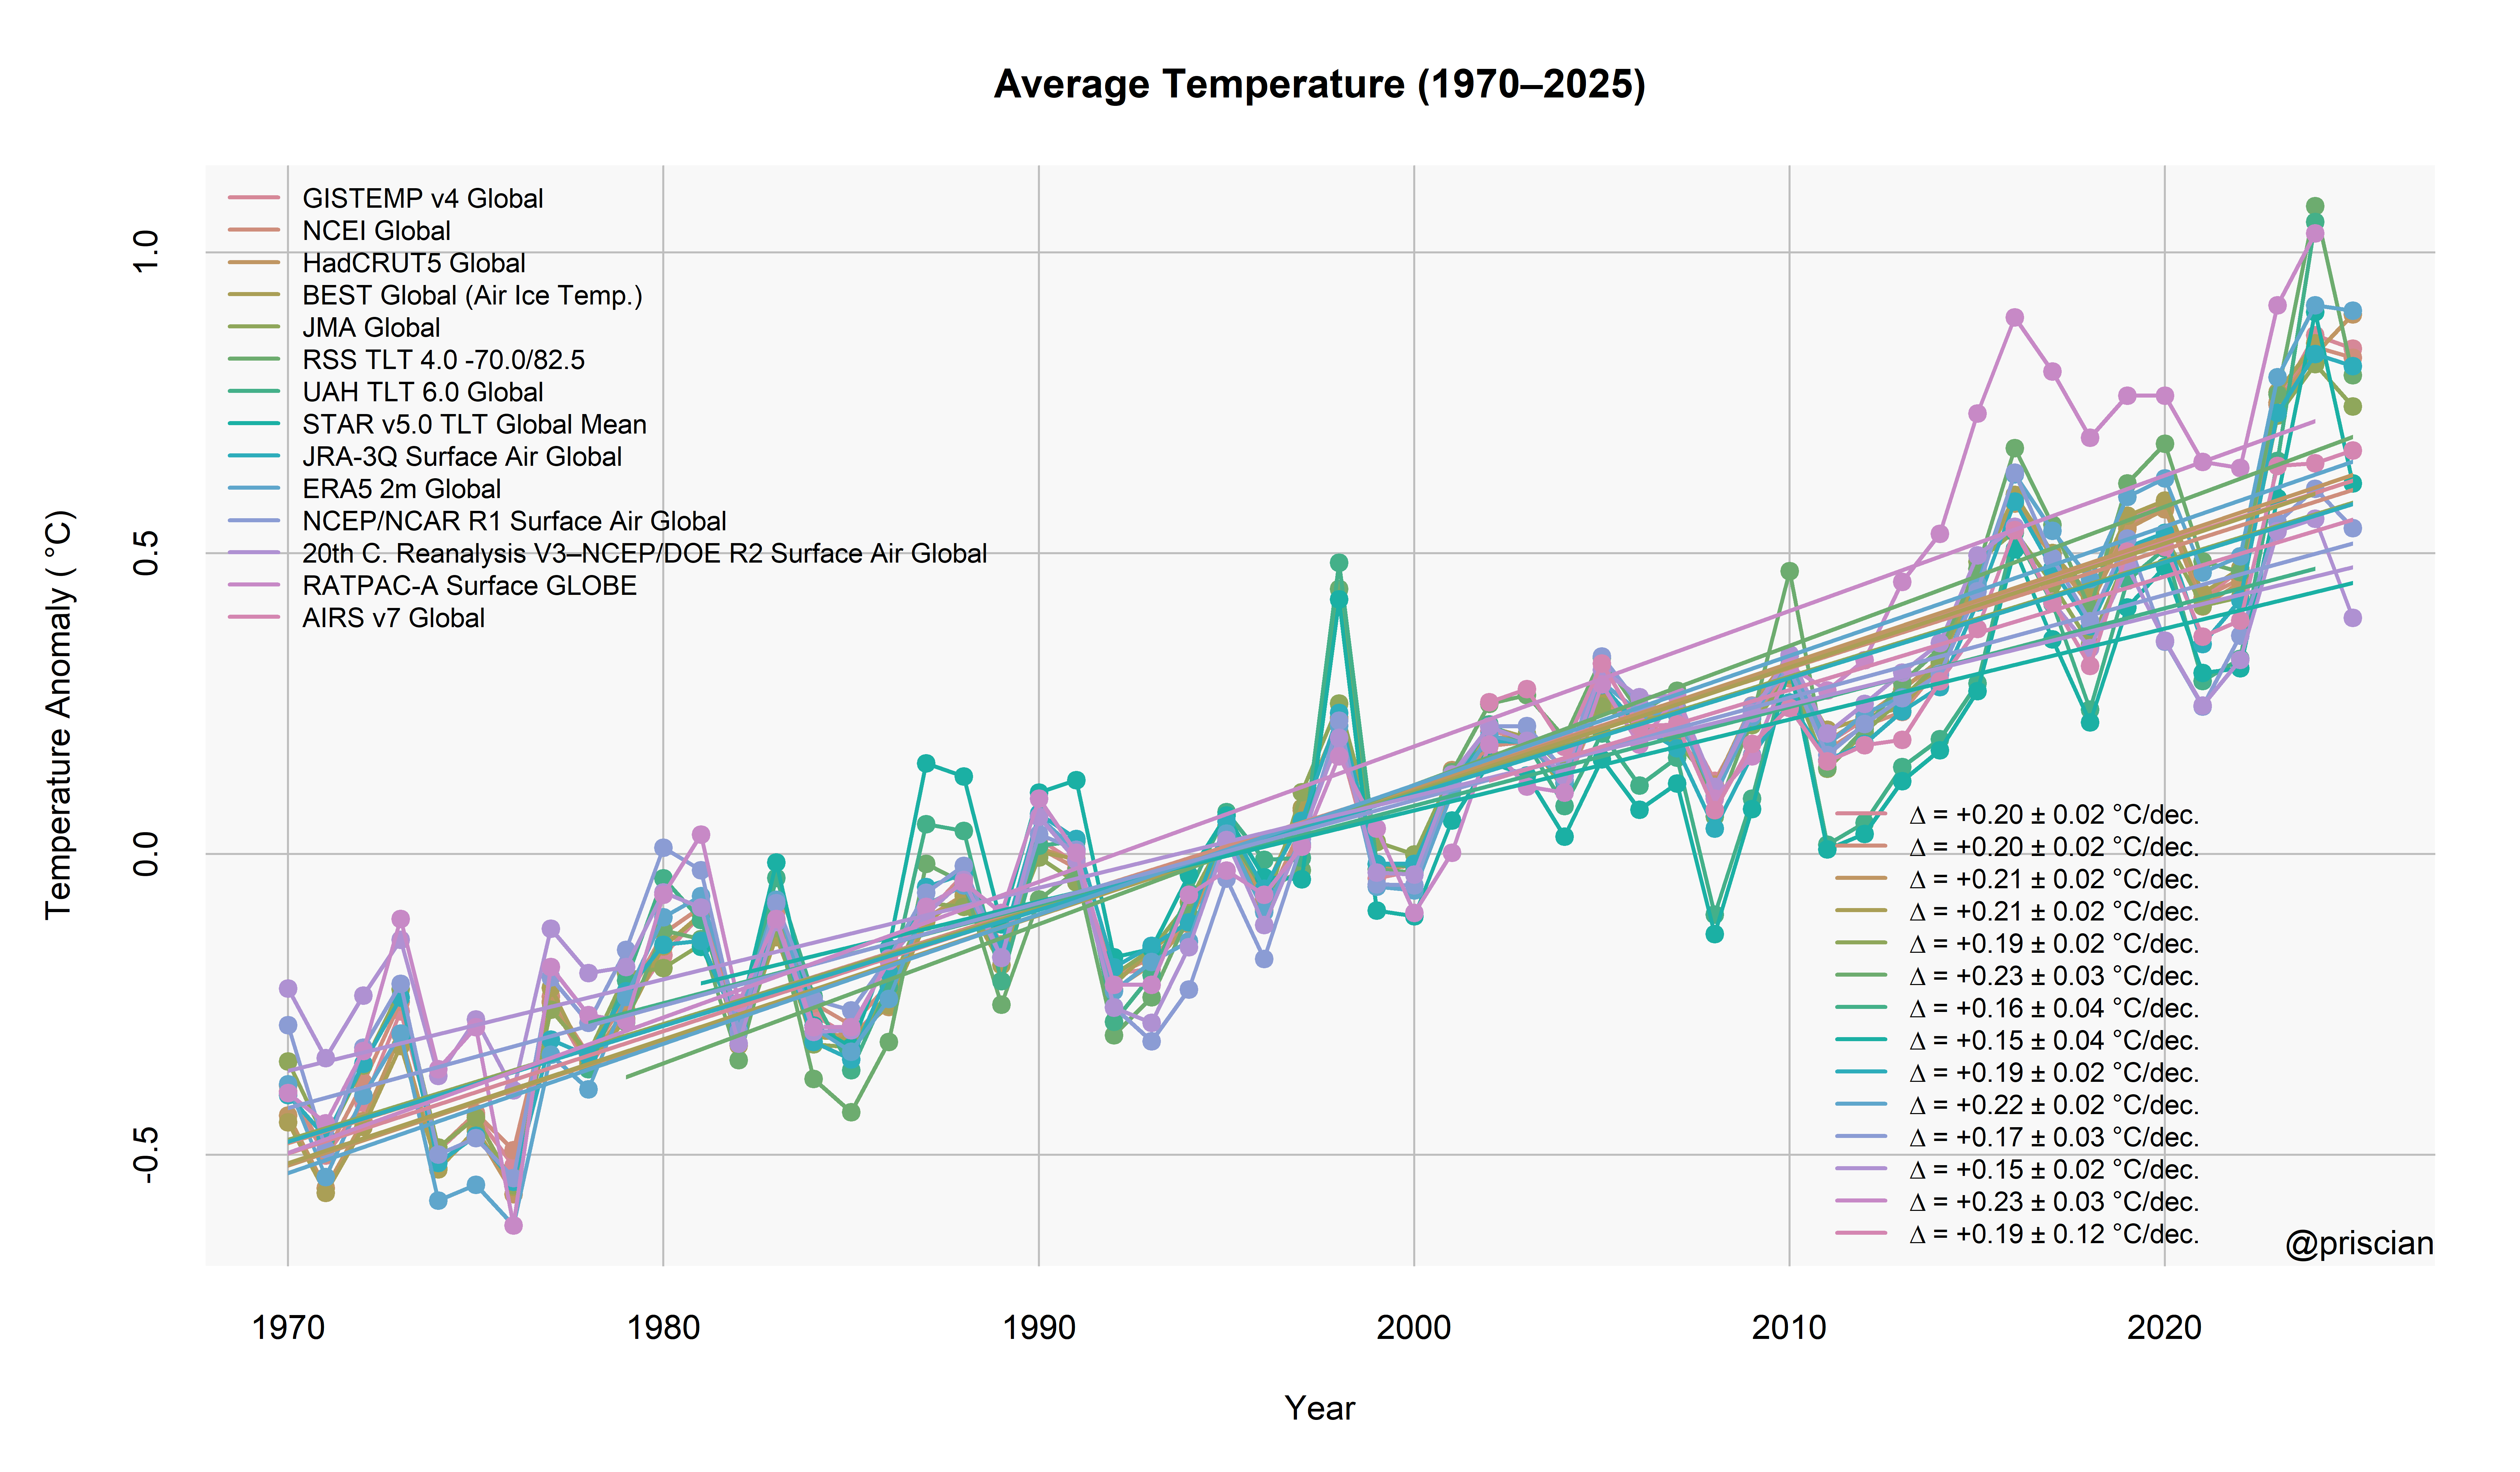 Average Temperature (1970–2025)
Temperature Anomaly ( °C)
1.0
0.5
0.0
-0.5
GISTEMP v4 Global
NCEI Global
HadCRUT5 Global
BEST Global (Air Ice Temp.)
JMA Global
RSS TLT 4.0 -70.0/82.5
UAH TLT 6.0 Global
STAR v5.0 TLT Global Mean
JRA-3Q Surface Air Global
ERA5 2m Global
NCEP/NCAR R1 Surface Air Global
20th C. Reanalysis V3–NCEP/DOE R2 Surface Air Global
RATPAC-A Surface GLOBE
AIRS v7 Global
Δ = +0.20 ± 0.02 °C/dec.
Δ = +0.20 ± 0.02 °C/dec.
Δ = +0.21 ± 0.02 °C/dec.
Δ = +0.21 ± 0.02 °C/dec.
Δ = +0.19 ± 0.02 °C/dec.
Δ = +0.23 ± 0.03 °C/dec.
Δ = +0.16 ± 0.04 °C/dec.
Δ = +0.15 ± 0.04 °C/dec.
Δ = +0.19 ± 0.02 °C/dec.
Δ = +0.22 ± 0.02 °C/dec.
Δ = +0.17 ± 0.03 °C/dec.
Δ = +0.15 ± 0.02 °C/dec.
Δ = +0.23 ± 0.03 °C/dec.
Δ = +0.19 ± 0.12 °C/dec.
@priscian
1970 1980 1990 2000 2010 2020
Year